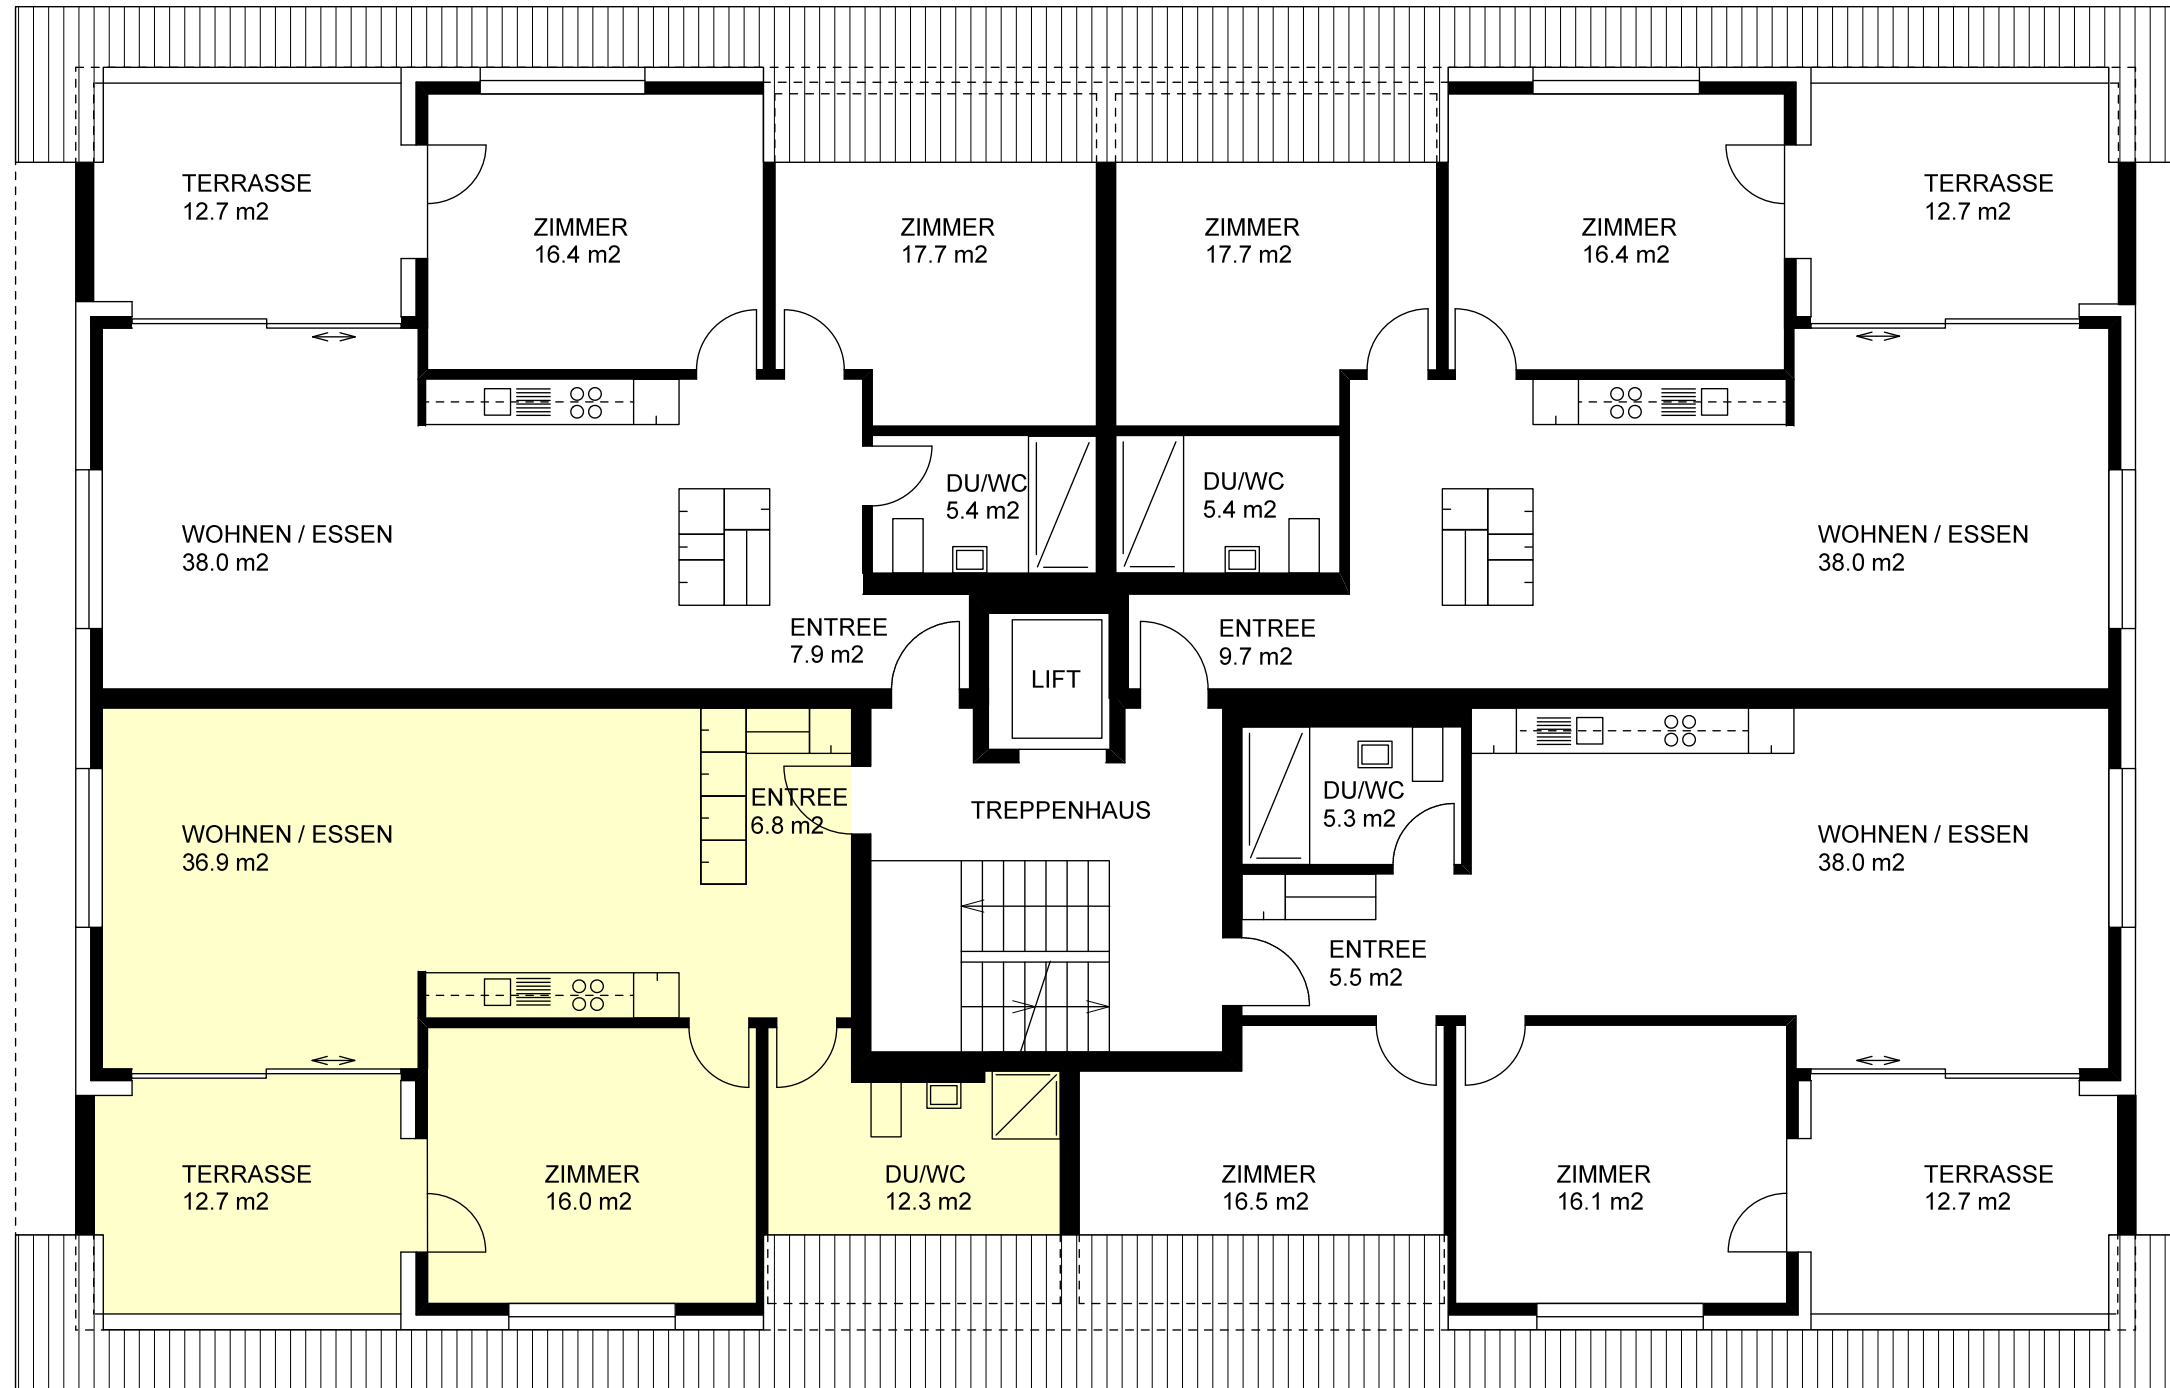 TERRASSE
12.7 m2
ZIMMER
16.4 m2
ZIMMER
17.7 m2
ZIMMER
17.7 m2
ZIMMER
16.4 m2
TERRASSE
12.7 m2
WOHNEN / ESSEN
38.0 m2
DU/WC
5.4 m2
DU/WC
5.4 m2
WOHNEN / ESSEN
38.0 m2
ENTREE
7.9 m2
LIFT
ENTREE
9.7 m2
WOHNEN / ESSEN
36.9 m2
ENTREE
6.8 m2
TREPPENHAUS
DU/WC
5.3 m2
WOHNEN / ESSEN
38.0 m2
ENTREE
5.5 m2
TERRASSE
12.7 m2
ZIMMER
16.0 m2
DU/WC
12.3 m2
ZIMMER
16.5 m2
ZIMMER
16.1 m2
TERRASSE
12.7 m2